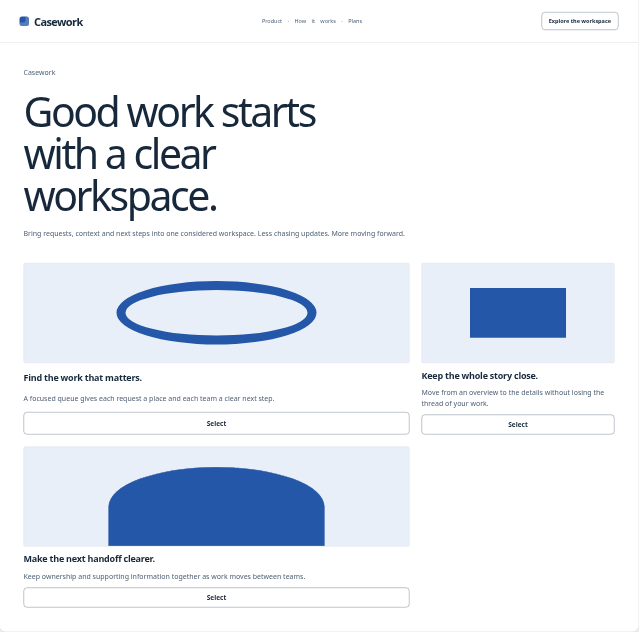 Casework
Product · How it works · Plans
Explore the workspace
Casework
Good work starts
with a clear
workspace.
Bring requests, context and next steps into one considered workspace. Less chasing updates. More moving forward.
Find the work that matters.
A focused queue gives each request a place and each team a clear next step.
Select
Keep the whole story close.
Move from an overview to the details without losing the
thread of your work.
Select
Make the next handoff clearer.
Keep ownership and supporting information together as work moves between teams.
Select